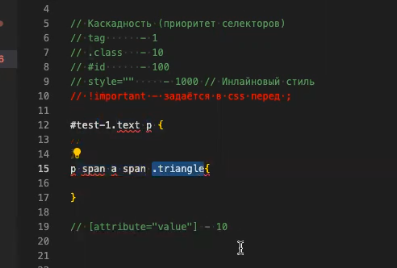 4
5 // Каскадность (приоритет селекторов)
6 // tag - 1
7 // .class - 10
8 // #id - 100
9 // style="" - 1000 // Инлайновый стиль
10 // !important – задаётся в css перед ;
11
12 #test-1.text p {
13
14
15 p span a span .triangle{
16
17 }
18
19 // [attribute="value"] - 10
20
21